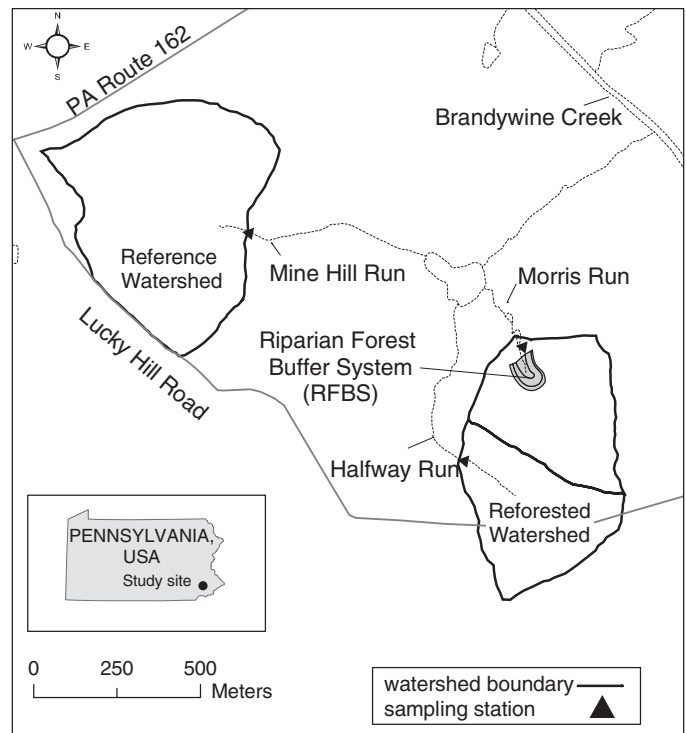 N
W E
S
PA Route 162
Brandywine Creek
Reference
Watershed
Mine Hill Run
Morris Run
Lucky Hill Road
Riparian Forest
Buffer System
(RFBS)
Halfway Run
Reforested
Watershed
PENNSYLVANIA,
USA
Study site
0 250 500
Meters
watershed boundary
sampling station